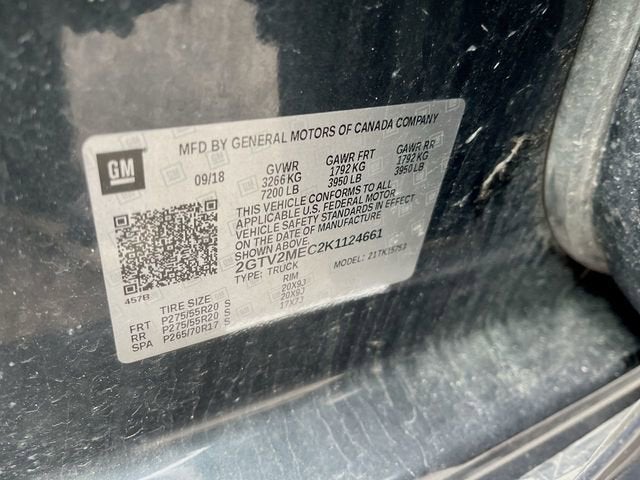 MFD BY GENERAL MOTORS OF CANADA COMPANY
GM
09/18
GVWR GAWR FRT GAWR RR
3266 KG 1792 KG 1792 KG
7200 LB 3950 LB 3950 LB
THIS VEHICLE CONFORMS TO ALL
APPLICABLE U.S. FEDERAL MOTOR
VEHICLE SAFETY STANDARDS IN EFFECT
ON THE DATE OF MANUFACTURE
SHOWN ABOVE.
2GTV2MEC2K1124661
TYPE: TRUCK MODEL: 21TK15753
457B
TIRE SIZE RIM
FRT P275/55R20 S 20X9J
RR P275/55R20 S 20X9J
SPA P265/70R17 S 17X7J